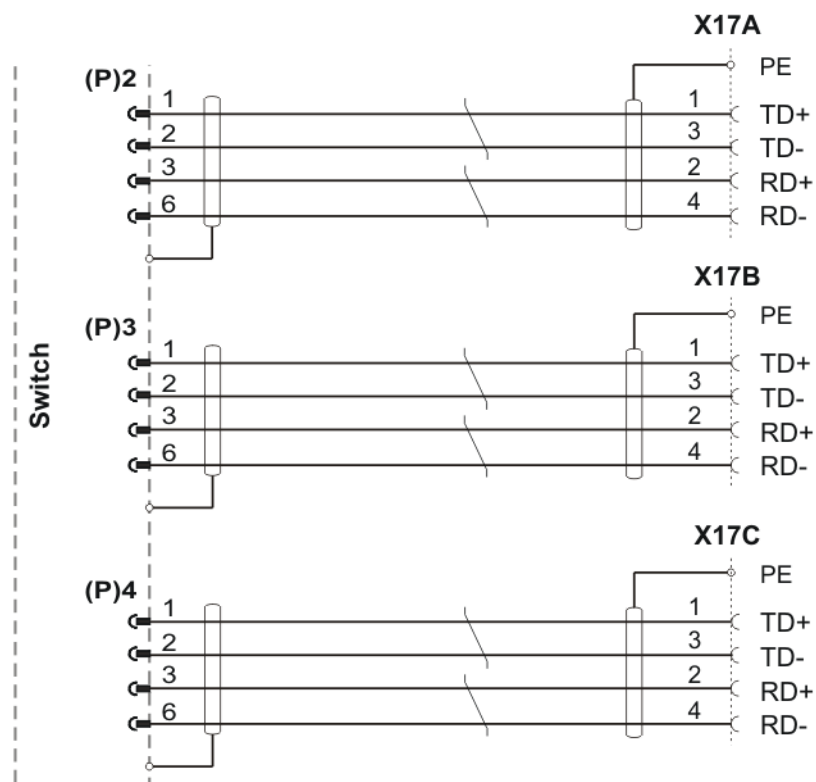 X17A
PE
(P)2
1 1 TD+
2 3 TD-
3 2 RD+
6 4 RD-
X17B
PE
(P)3
1 1 TD+
2 3 TD-
3 2 RD+
6 4 RD-
Switch
X17C
PE
(P)4
1 1 TD+
2 3 TD-
3 2 RD+
6 4 RD-